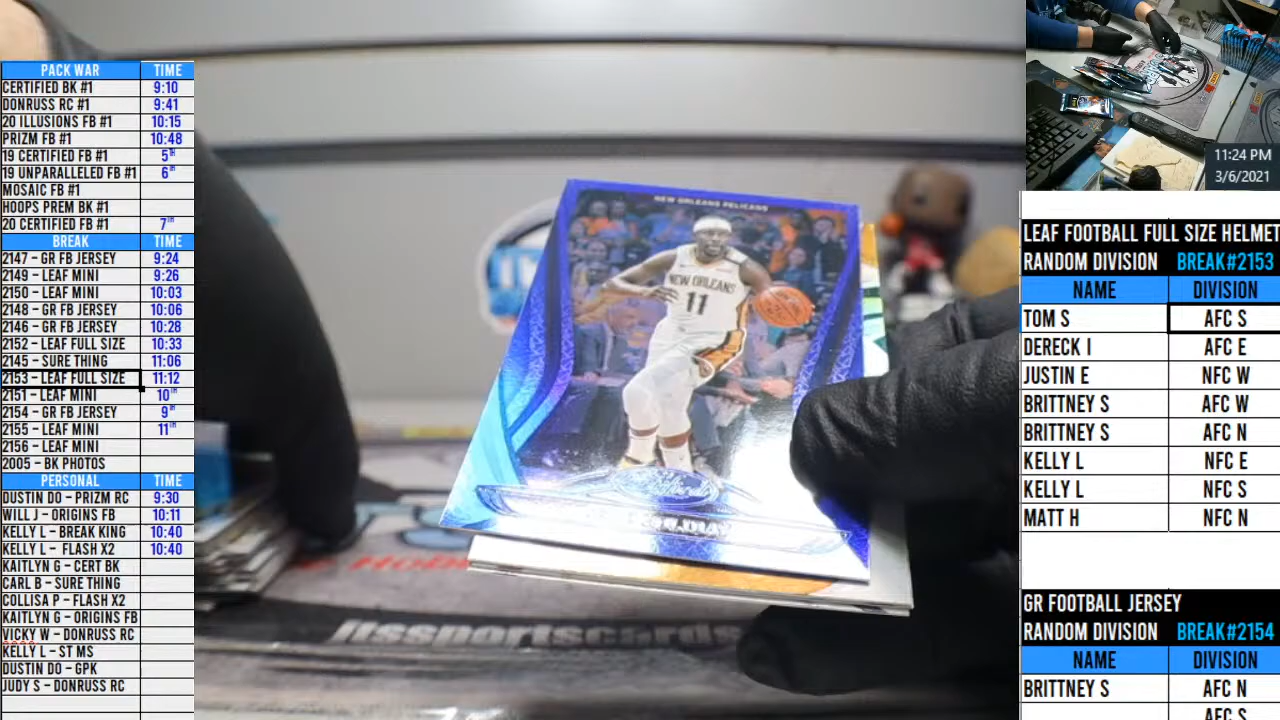 PACK WAR TIME
CERTIFIED BK #1 9:10
DONRUSS RC #1 9:41
20 ILLUSIONS FB #1 10:15
PRIZM FB #1 10:48
19 CERTIFIED FB #1 5TH
19 UNPARALLELED FB #1 6TH
MOSAIC FB #1
HOOPS PREM BK #1
20 CERTIFIED FB #1 7TH
BREAK TIME
2147 – GR FB JERSEY 9:24
2149 – LEAF MINI 9:26
2150 – LEAF MINI 10:03
2148 – GR FB JERSEY 10:06
2146 – GR FB JERSEY 10:28
2152 – LEAF FULL SIZE 10:33
2145 – SURE THING 11:06
2153 – LEAF FULL SIZE 11:12
2151 – LEAF MINI 10TH
2154 – GR FB JERSEY 9TH
2155 – LEAF MINI 11TH
2156 – LEAF MINI
2005 – BK PHOTOS
PERSONAL TIME
DUSTIN DO – PRIZM RC 9:30
WILL J – ORIGINS FB 10:11
KELLY L – BREAK KING 10:40
KELLY L – FLASH X2 10:40
KAITLYN G – CERT BK
CARL B – SURE THING
COLLISA P – FLASH X2
KAITLYN G – ORIGINS FB
VICKY W – DONRUSS RC
KELLY L – ST MS
DUSTIN DO – GPK
JUDY S – DONRUSS RC
NEW ORLEANS PELICANS
NEW ORLEANS
11
itssportscards
11:24 PM
3/6/2021
LEAF FOOTBALL FULL SIZE HELMET
RANDOM DIVISION BREAK#2153
NAME DIVISION
TOM S AFC S
DERECK I AFC E
JUSTIN E NFC W
BRITTNEY S AFC W
BRITTNEY S AFC N
KELLY L NFC E
KELLY L NFC S
MATT H NFC N
GR FOOTBALL JERSEY
RANDOM DIVISION BREAK#2154
NAME DIVISION
BRITTNEY S AFC N
AFC S